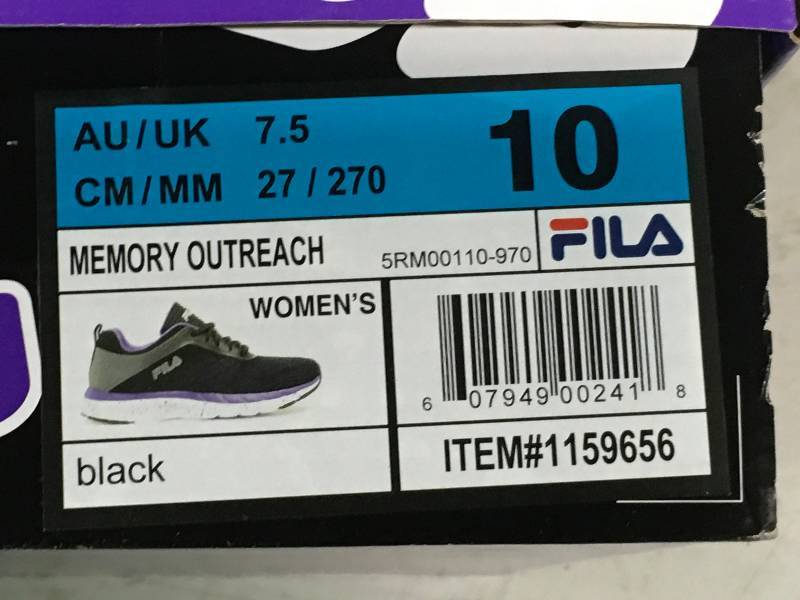 AU/UK 7.5
CM/MM 27 / 270
10
MEMORY OUTREACH
5RM00110-970
FILA
WOMEN'S
FILA
6 07949 00241 8
black
ITEM#1159656